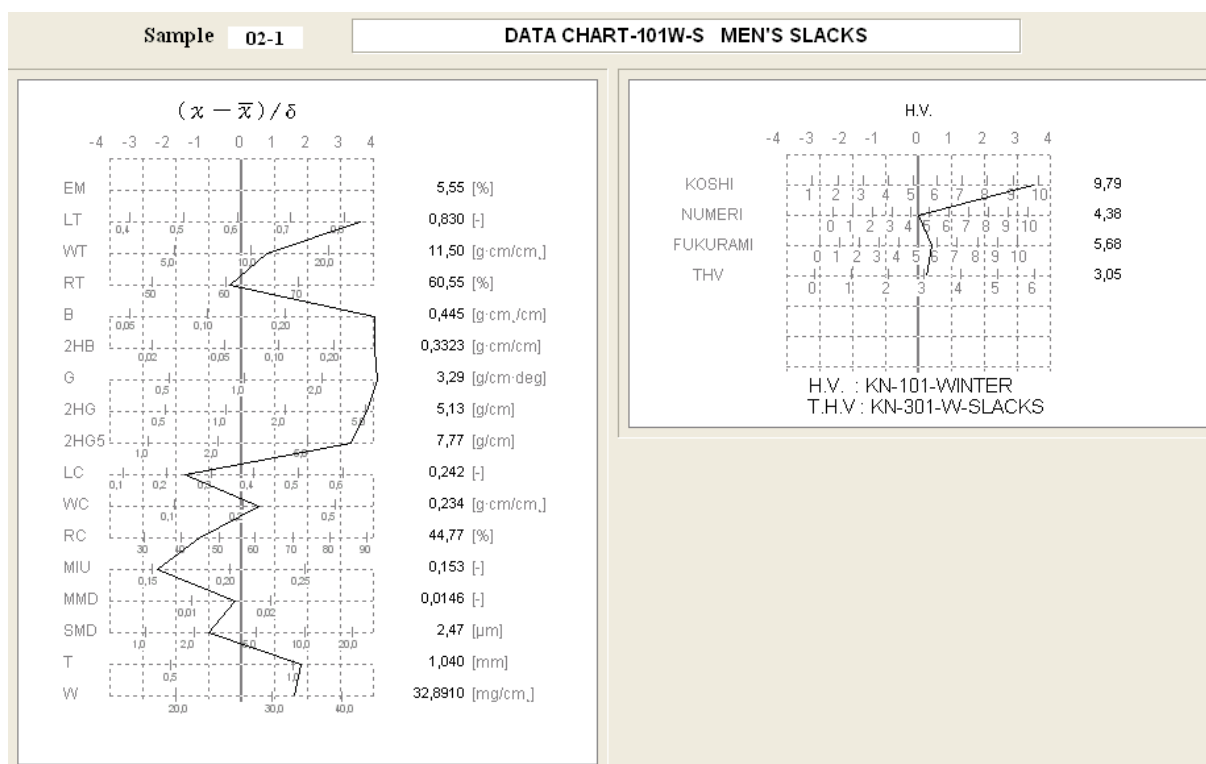 Sample 02-1 DATA CHART-101W-S MEN'S SLACKS
(x − x̄)/δ
-4 -3 -2 -1 0 1 2 3 4
EM 5,55 [%]
LT 0,830 [-]
0,4 0,5 0,6 0,7 0,8
WT 11,50 [g·cm/cm˛]
5,0 10,0 20,0
RT 60,55 [%]
50 60 70
B 0,445 [g·cm˛/cm]
0,05 0,10 0,20
2HB 0,3323 [g·cm/cm]
0,02 0,05 0,10 0,20
G 3,29 [g/cm·deg]
0,5 1,0 2,0
2HG 5,13 [g/cm]
0,5 1,0 2,0 5,0
2HG5 7,77 [g/cm]
1,0 2,0 5,0
LC 0,242 [-]
0,1 0,2 0,3 0,4 0,5 0,6
WC 0,234 [g·cm/cm˛]
0,1 0,2 0,5
RC 44,77 [%]
30 40 50 60 70 80 90
MIU 0,153 [-]
0,15 0,20 0,25
MMD 0,0146 [-]
0,01 0,02
SMD 2,47 [µm]
1,0 2,0 5,0 10,0 20,0
T 1,040 [mm]
0,5 1,0
W 32,8910 [mg/cm˛]
20,0 30,0 40,0
H.V.
-4 -3 -2 -1 0 1 2 3 4
KOSHI 9,79
1 2 3 4 5 6 7 8 9 10
NUMERI 4,38
0 1 2 3 4 5 6 7 8 9 10
FUKURAMI 5,68
0 1 2 3 4 5 6 7 8 9 10
THV 3,05
0 1 2 3 4 5 6
H.V. : KN-101-WINTER
T.H.V : KN-301-W-SLACKS